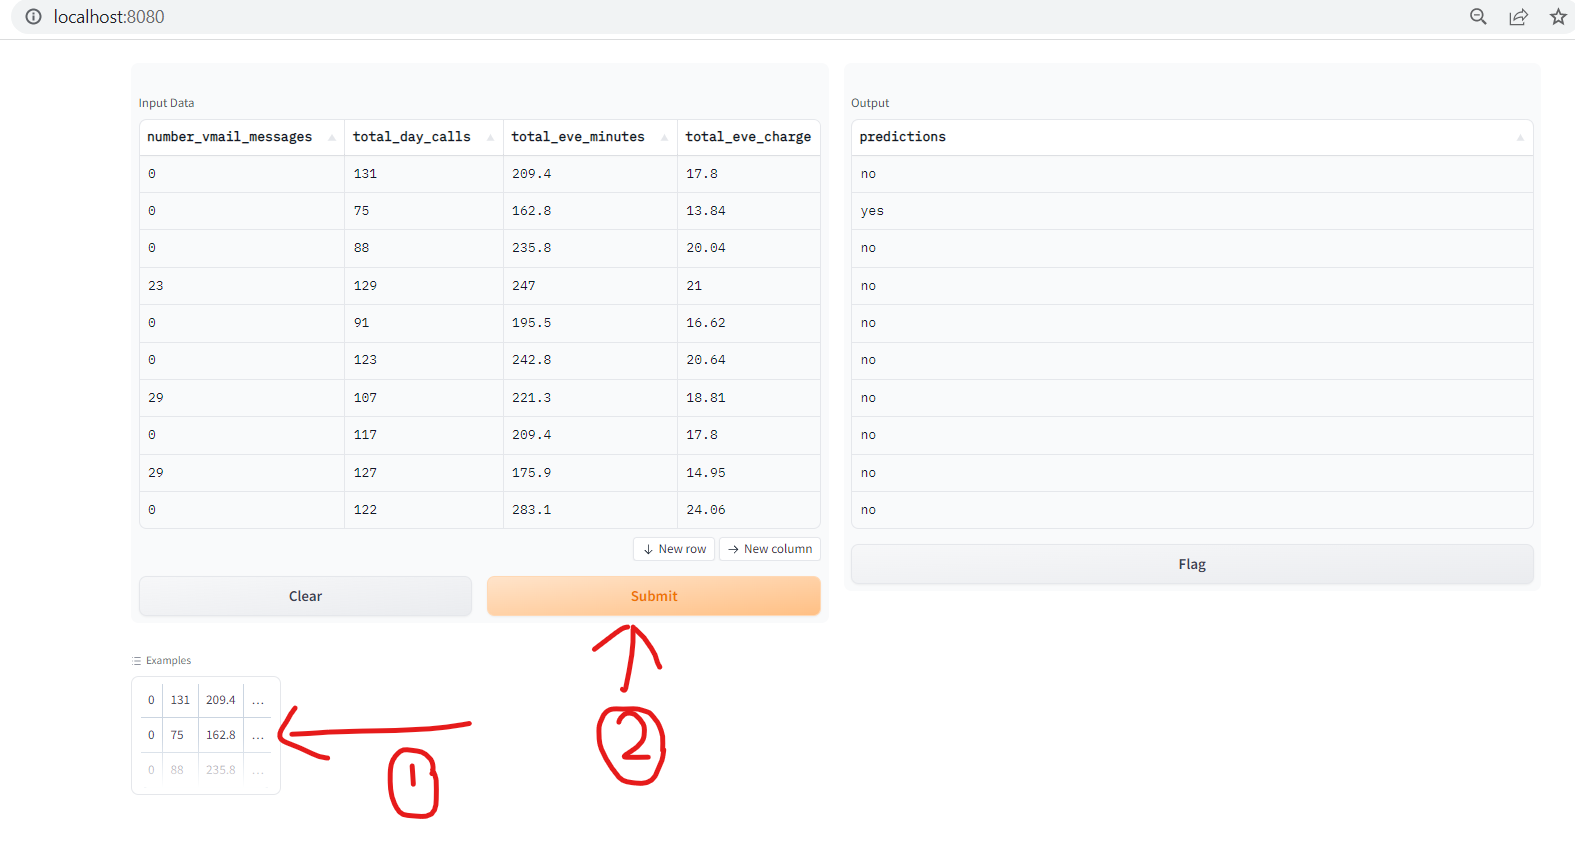 localhost:8080
Input Data
number_vmail_messages total_day_calls total_eve_minutes total_eve_charge
0 131 209.4 17.8
0 75 162.8 13.84
0 88 235.8 20.04
23 129 247 21
0 91 195.5 16.62
0 123 242.8 20.64
29 107 221.3 18.81
0 117 209.4 17.8
29 127 175.9 14.95
0 122 283.1 24.06
New row New column
Clear Submit
Output
predictions
no
yes
no
no
no
no
no
no
no
no
Flag
Examples
0 131 209.4 ...
0 75 162.8 ...
0 88 235.8 ...
1
2